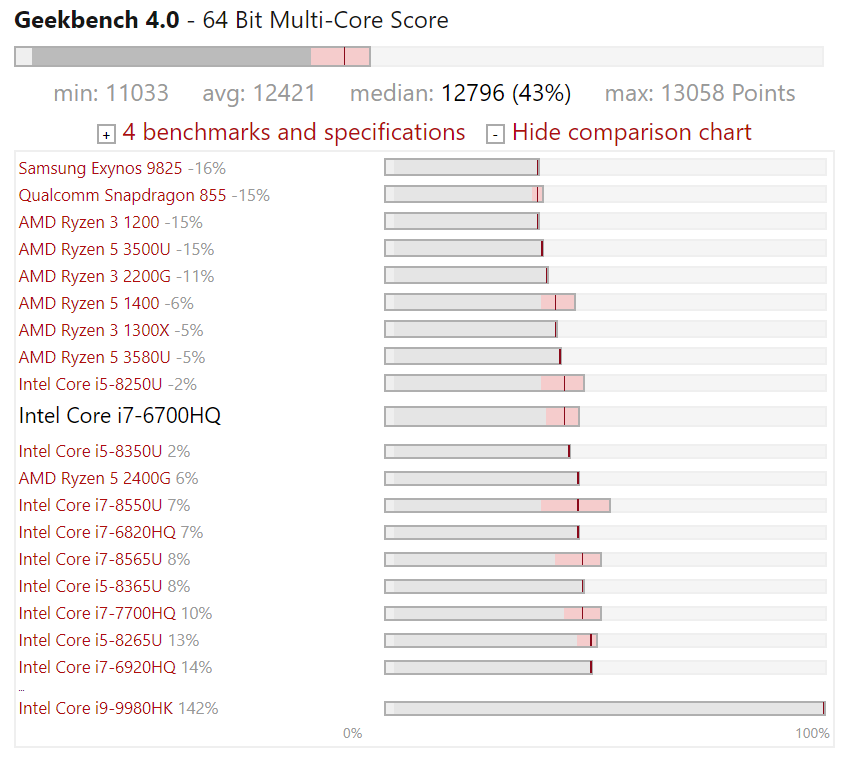 Geekbench 4.0 - 64 Bit Multi-Core Score
min: 11033 avg: 12421 median: 12796 (43%) max: 13058 Points
+ 4 benchmarks and specifications - Hide comparison chart
Samsung Exynos 9825 -16%
Qualcomm Snapdragon 855 -15%
AMD Ryzen 3 1200 -15%
AMD Ryzen 5 3500U -15%
AMD Ryzen 3 2200G -11%
AMD Ryzen 5 1400 -6%
AMD Ryzen 3 1300X -5%
AMD Ryzen 5 3580U -5%
Intel Core i5-8250U -2%
Intel Core i7-6700HQ
Intel Core i5-8350U 2%
AMD Ryzen 5 2400G 6%
Intel Core i7-8550U 7%
Intel Core i7-6820HQ 7%
Intel Core i7-8565U 8%
Intel Core i5-8365U 8%
Intel Core i7-7700HQ 10%
Intel Core i5-8265U 13%
Intel Core i7-6920HQ 14%
...
Intel Core i9-9980HK 142%
0% 100%